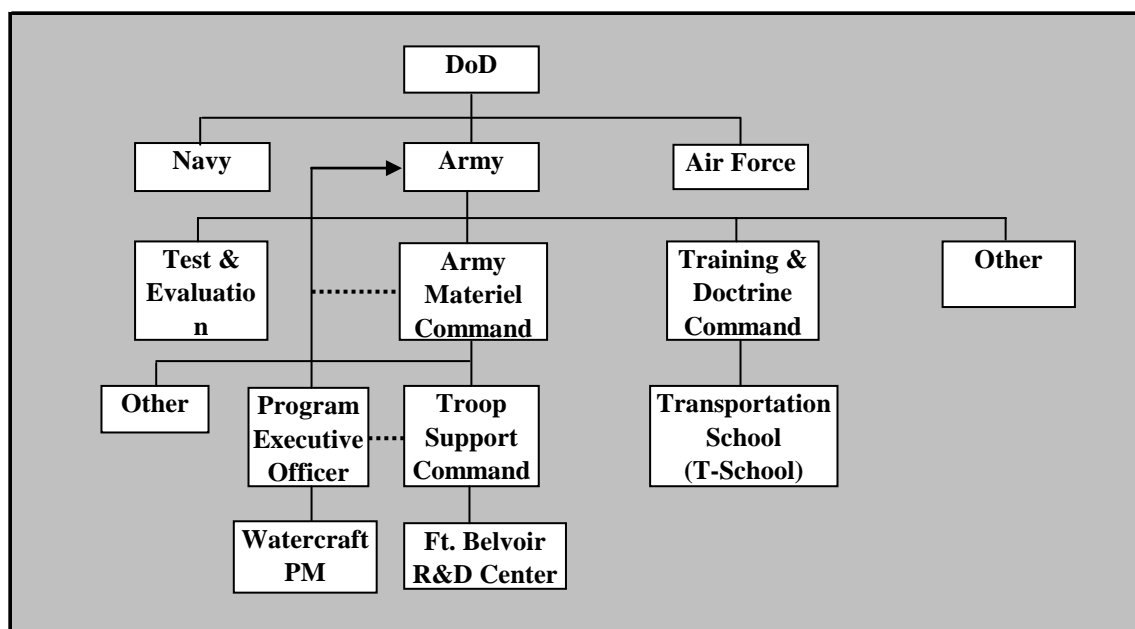 DoD
Navy
Army
Air Force
Test &
Evaluatio
n
Army
Materiel
Command
Training &
Doctrine
Command
Other
Other
Program
Executive
Officer
Troop
Support
Command
Transportation
School
(T-School)
Watercraft
PM
Ft. Belvoir
R&D Center